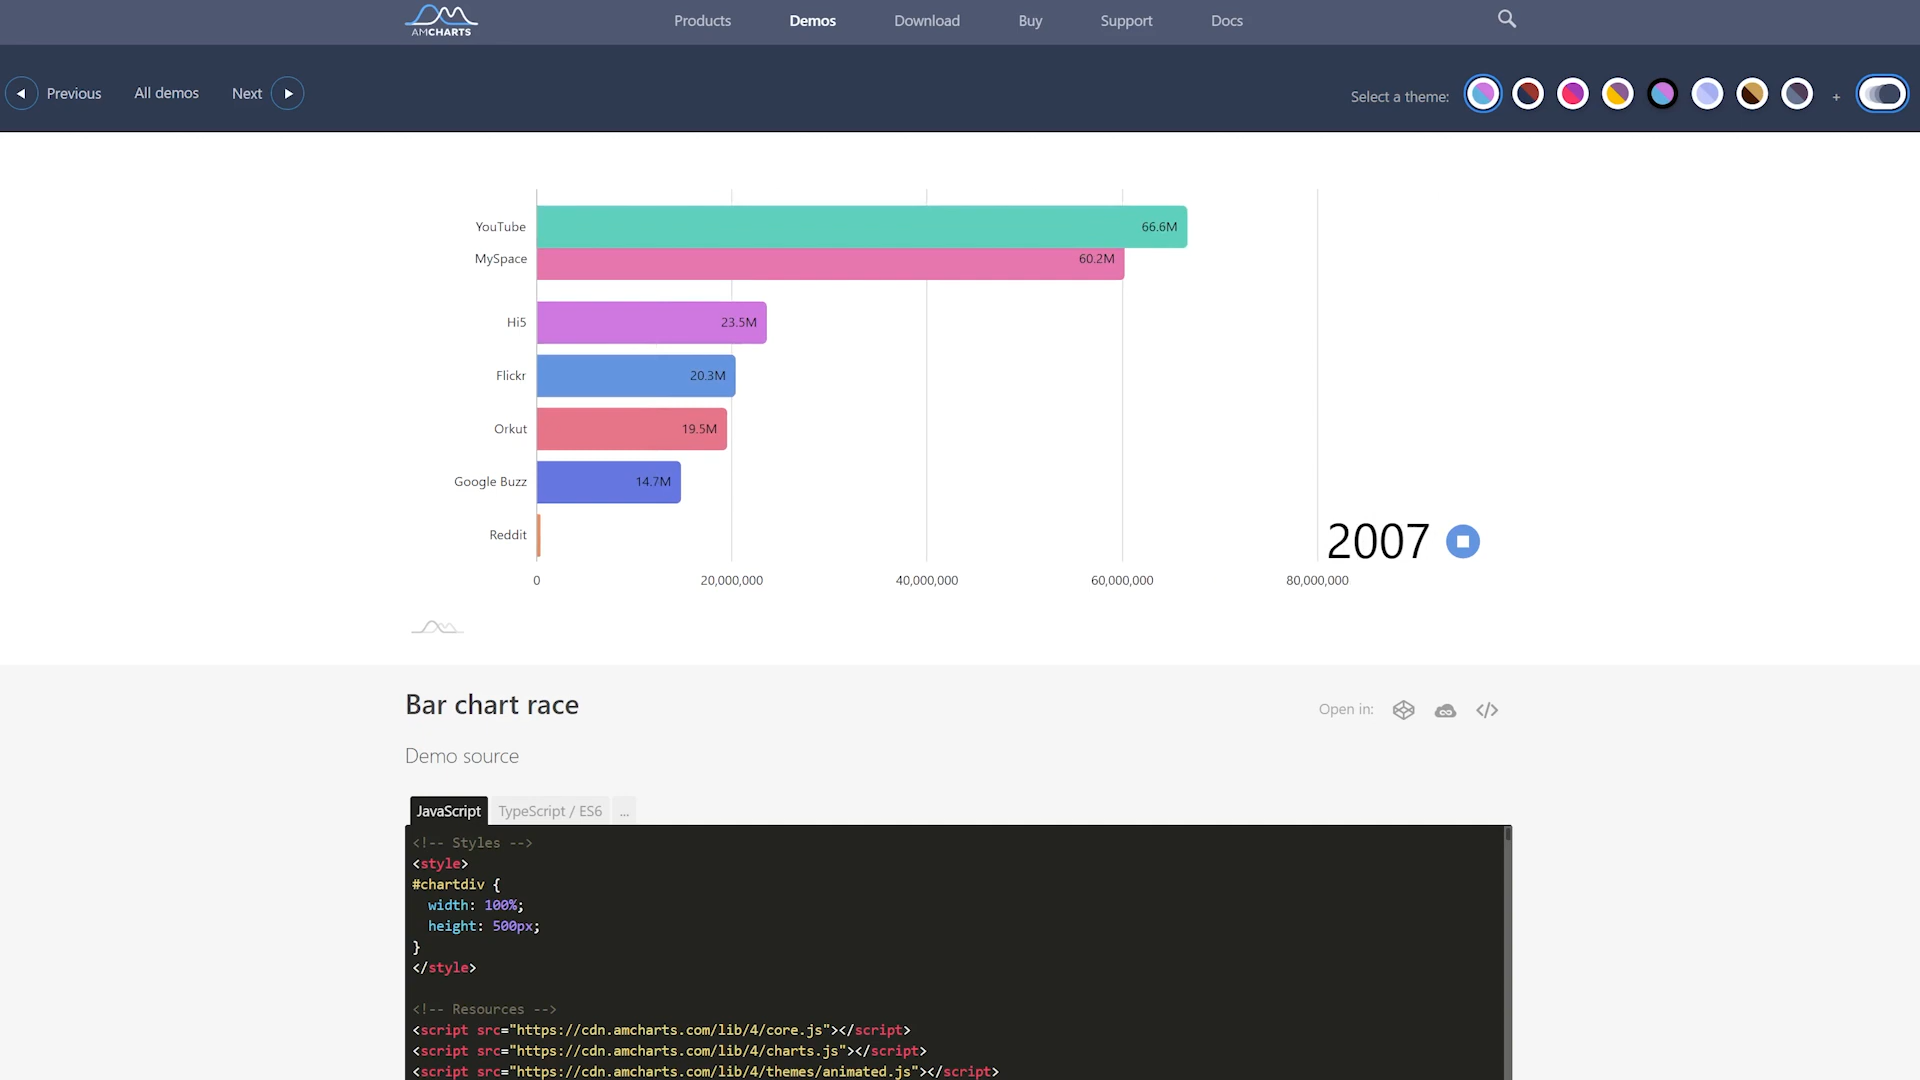 AMCHARTS
Products Demos Download Buy Support Docs
Previous All demos Next
Select a theme: +
YouTube 66.6M
MySpace 60.2M
Hi5 23.5M
Flickr 20.3M
Orkut 19.5M
Google Buzz 14.7M
Reddit
2007
0 20,000,000 40,000,000 60,000,000 80,000,000
Bar chart race
Open in:
Demo source
JavaScript TypeScript / ES6 ...
<!-- Styles -->
<style>
#chartdiv {
width: 100%;
height: 500px;
}
</style>
<!-- Resources -->
<script src="https://cdn.amcharts.com/lib/4/core.js"></script>
<script src="https://cdn.amcharts.com/lib/4/charts.js"></script>
<script src="https://cdn.amcharts.com/lib/4/themes/animated.js"></script>